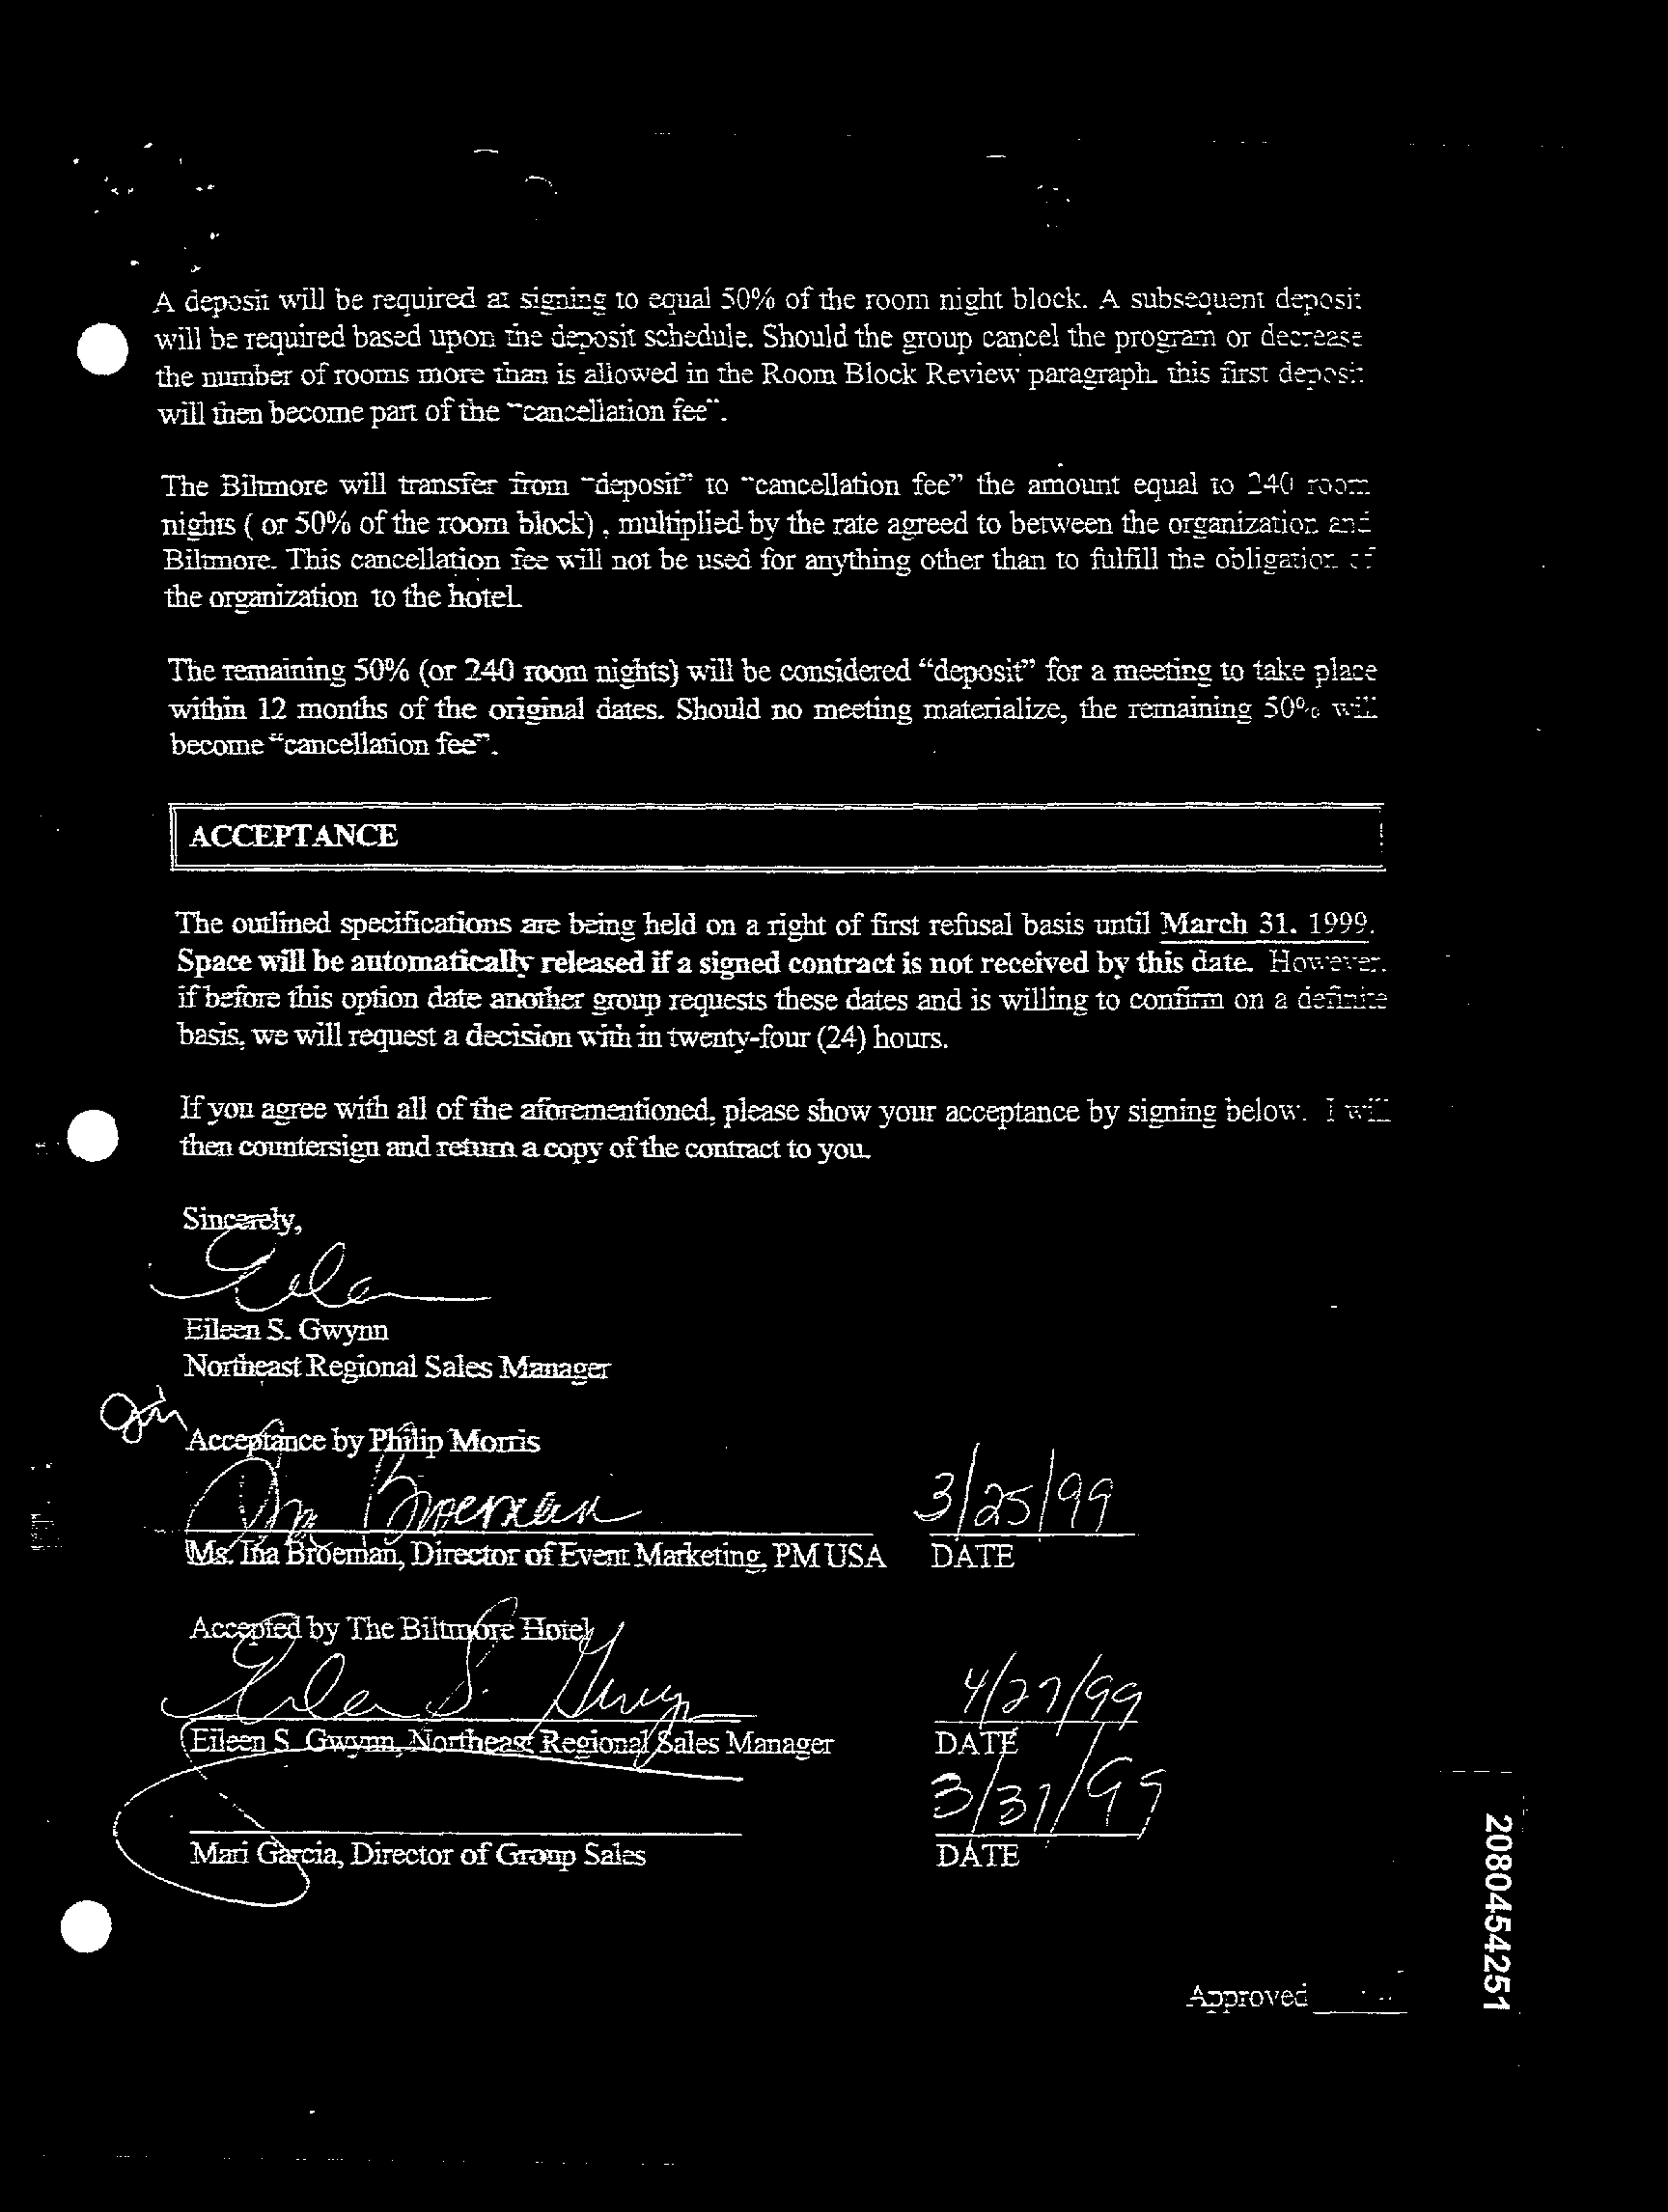 A deposit will be required at signing to equal 50% of the room night block. A subsequent deposit
will be required based upon the deposit schedule. Should the group cancel the program or decrease
the number of rooms more than is allowed in the Room Block Review paragraph. this first deposit
will then become part of the "cancellation fee".
The Biltmore will transfer from "deposit" to "cancellation fee" the amount equal to 240 room
nights ( or 50% of the room block) , multiplied by the rate agreed to between the organization and
Biltmore. This cancellation fee will not be used for anything other than to fulfill the obligation of
the organization to the hotel.
The remaining 50% (or 240 room nights) will be considered "deposit" for a meeting to take place
within 12 months of the original dates. Should no meeting materialize, the remaining 50% will
become "cancellation fee".
ACCEPTANCE
The outlined specifications are being held on a right of first refusal basis until March 31. 1999.
Space will be automatically released if a signed contract is not received by this date. However,
if before this option date another group requests these dates and is willing to confirm on a definite
basis, we will request a decision with in twenty-four (24) hours.
If you agree with all of the aforementioned, please show your acceptance by signing below. I will
then countersign and return a copy of the contract to you.
Sincerely,
Eileen S. Gwynn
Northeast Regional Sales Manager
Acceptance by Philip Morris
Ina Broeman 3/25/99
Ms. Ina Broeman, Director of Event Marketing, PM USA DATE
Accepted by The Biltmore Hotel
Eileen S. Gwynn 4/27/99
Eileen S. Gwynn, Northeast Regional Sales Manager DATE
3/31/99
Mari Garcia, Director of Group Sales DATE
Approved
2080454251